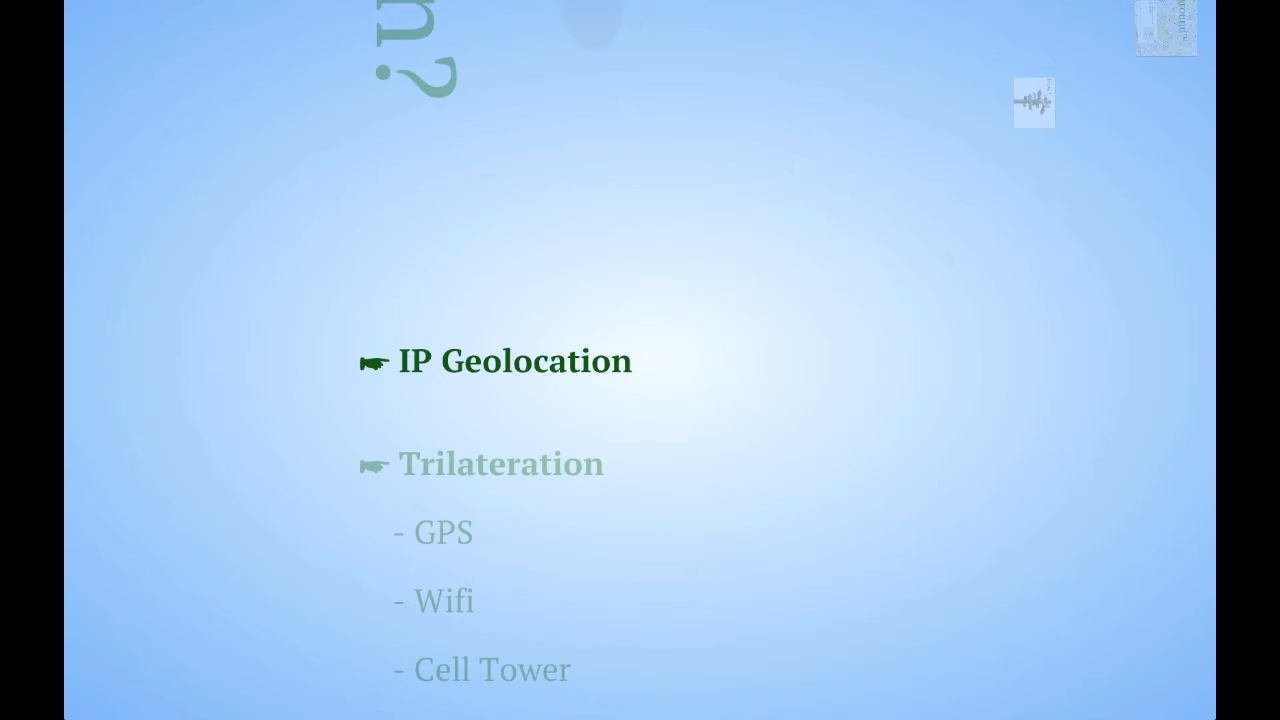 n?
☛ IP Geolocation
☛ Trilateration
- GPS
- Wifi
- Cell Tower